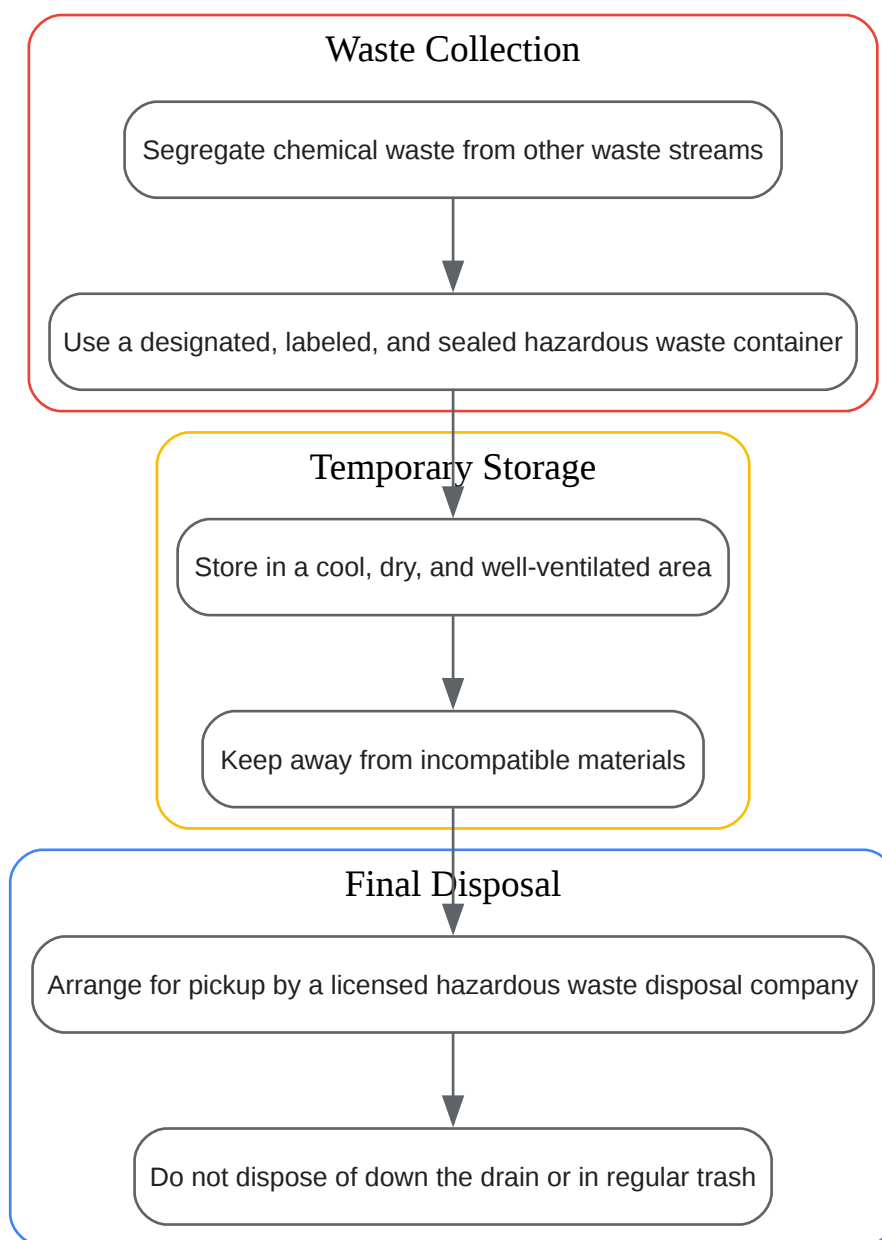 Waste Collection
Segregate chemical waste from other waste streams
Use a designated, labeled, and sealed hazardous waste container
Temporary Storage
Store in a cool, dry, and well-ventilated area
Keep away from incompatible materials
Final Disposal
Arrange for pickup by a licensed hazardous waste disposal company
Do not dispose of down the drain or in regular trash